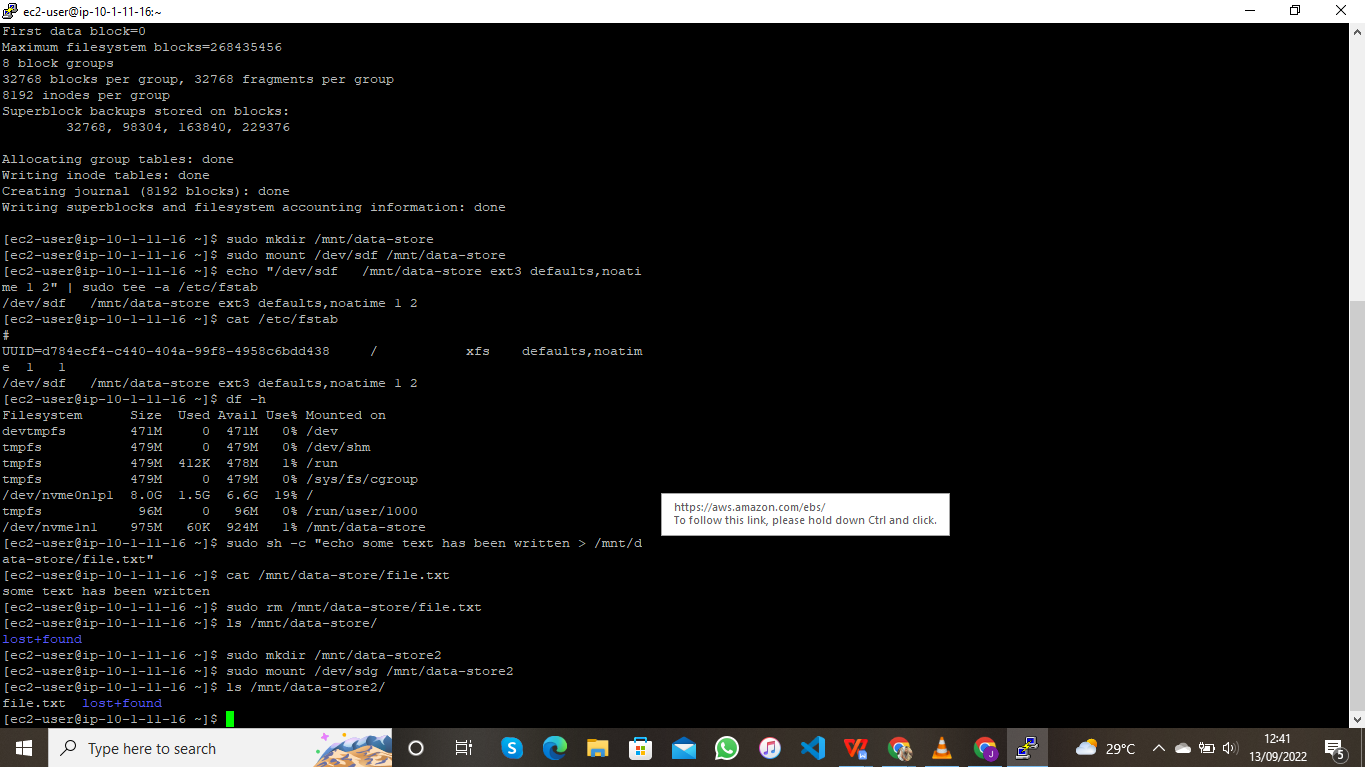 ec2-user@ip-10-1-11-16:~
First data block=0
Maximum filesystem blocks=268435456
8 block groups
32768 blocks per group, 32768 fragments per group
8192 inodes per group
Superblock backups stored on blocks:
        32768, 98304, 163840, 229376
Allocating group tables: done
Writing inode tables: done
Creating journal (8192 blocks): done
Writing superblocks and filesystem accounting information: done
[ec2-user@ip-10-1-11-16 ~]$ sudo mkdir /mnt/data-store
[ec2-user@ip-10-1-11-16 ~]$ sudo mount /dev/sdf /mnt/data-store
[ec2-user@ip-10-1-11-16 ~]$ echo "/dev/sdf   /mnt/data-store ext3 defaults,noati
me 1 2" | sudo tee -a /etc/fstab
/dev/sdf   /mnt/data-store ext3 defaults,noatime 1 2
[ec2-user@ip-10-1-11-16 ~]$ cat /etc/fstab
#
UUID=d784ecf4-c440-404a-99f8-4958c6bdd438     /           xfs    defaults,noatim
e  1   1
/dev/sdf   /mnt/data-store ext3 defaults,noatime 1 2
[ec2-user@ip-10-1-11-16 ~]$ df -h
Filesystem      Size  Used Avail Use% Mounted on
devtmpfs        471M     0  471M   0% /dev
tmpfs           479M     0  479M   0% /dev/shm
tmpfs           479M  412K  478M   1% /run
tmpfs           479M     0  479M   0% /sys/fs/cgroup
/dev/nvme0n1p1  8.0G  1.5G  6.6G  19% /
tmpfs            96M     0   96M   0% /run/user/1000
/dev/nvme1n1    975M   60K  924M   1% /mnt/data-store
[ec2-user@ip-10-1-11-16 ~]$ sudo sh -c "echo some text has been written > /mnt/d
ata-store/file.txt"
[ec2-user@ip-10-1-11-16 ~]$ cat /mnt/data-store/file.txt
some text has been written
[ec2-user@ip-10-1-11-16 ~]$ sudo rm /mnt/data-store/file.txt
[ec2-user@ip-10-1-11-16 ~]$ ls /mnt/data-store/
lost+found
[ec2-user@ip-10-1-11-16 ~]$ sudo mkdir /mnt/data-store2
[ec2-user@ip-10-1-11-16 ~]$ sudo mount /dev/sdg /mnt/data-store2
[ec2-user@ip-10-1-11-16 ~]$ ls /mnt/data-store2/
file.txt  lost+found
[ec2-user@ip-10-1-11-16 ~]$
https://aws.amazon.com/ebs/
To follow this link, please hold down Ctrl and click.
Type here to search
29°C
12:41
13/09/2022
5